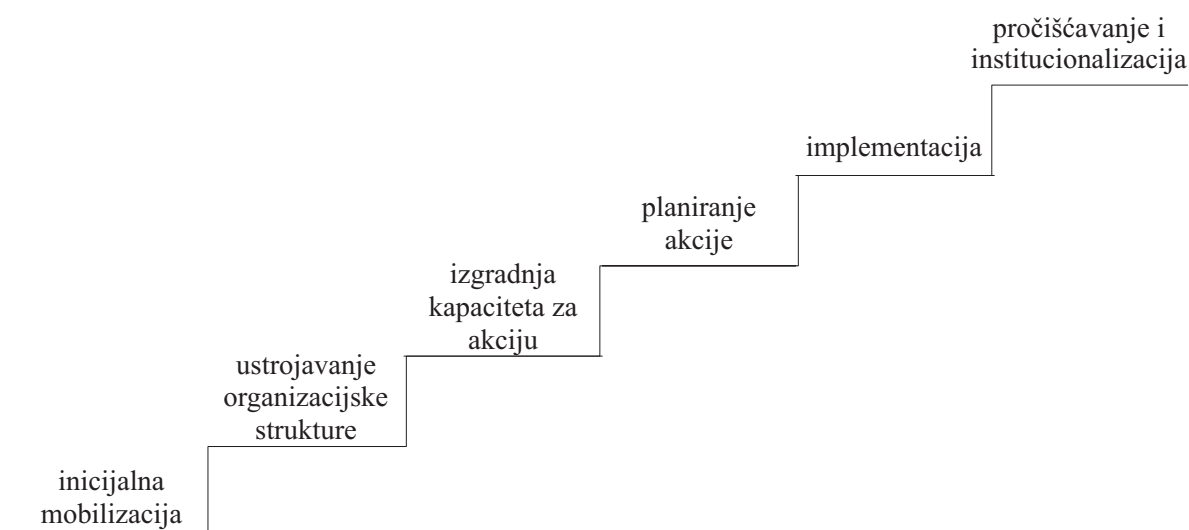 pročišćavanje i
institucionalizacija
implementacija
planiranje
akcije
izgradnja
kapaciteta za
akciju
ustrojavanje
organizacijske
strukture
inicijalna
mobilizacija